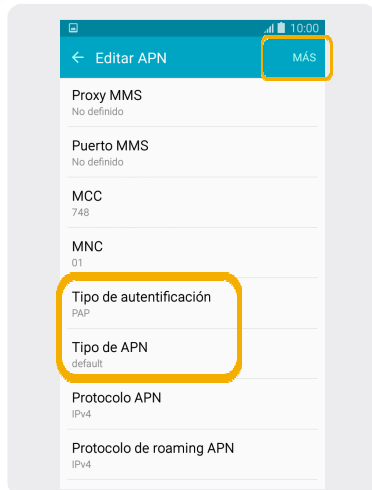 10:00
Editar APN
MÁS
Proxy MMS
No definido
Puerto MMS
No definido
MCC
748
MNC
01
Tipo de autentificación
PAP
Tipo de APN
default
Protocolo APN
IPv4
Protocolo de roaming APN
IPv4